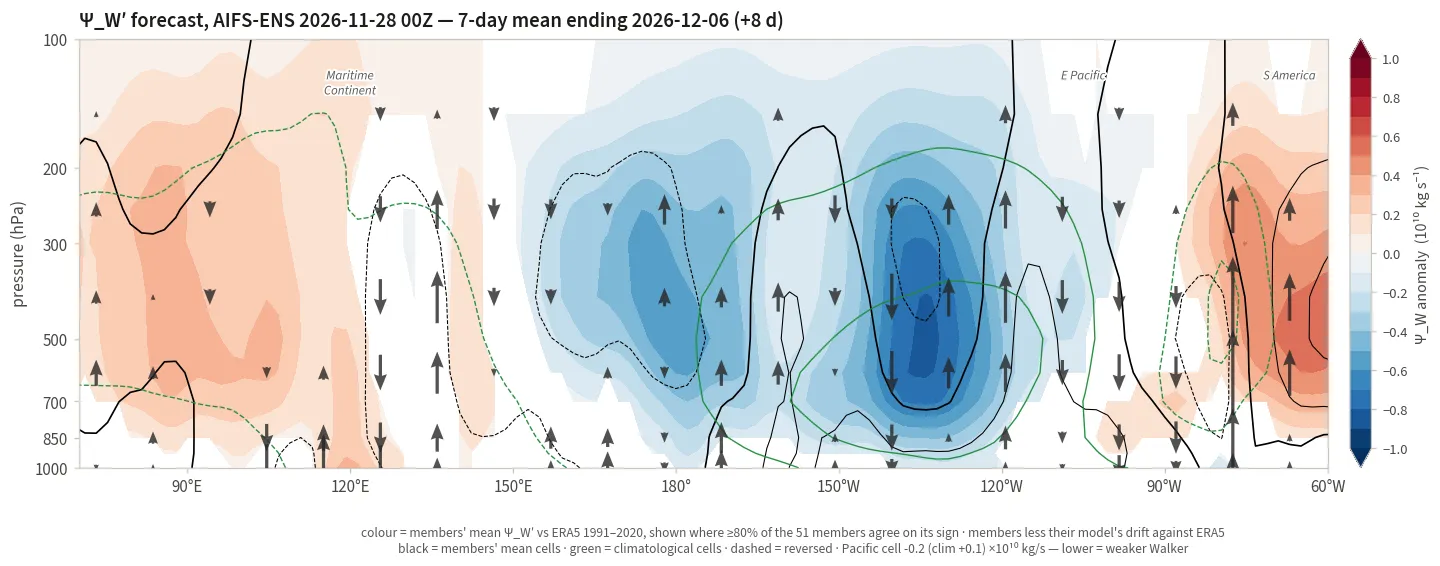 Ψ_W′ forecast, AIFS-ENS 2026-11-28 00Z — 7-day mean ending 2026-12-06 (+8 d)
100
200
300
400
500
700
850
1000
pressure (hPa)
Maritime
Continent
E Pacific
S America
90°E
120°E
150°E
180°
150°W
120°W
90°W
60°W
1.0
0.8
0.6
0.4
0.2
0.0
−0.2
−0.4
−0.6
−0.8
−1.0
Ψ_W anomaly (10¹⁰ kg s⁻¹)
colour = members' mean Ψ_W′ vs ERA5 1991–2020, shown where ≥80% of the 51 members agree on its sign · members less their model's drift against ERA5
black = members' mean cells · green = climatological cells · dashed = reversed · Pacific cell -0.2 (clim +0.1) ×10¹⁰ kg/s — lower = weaker Walker